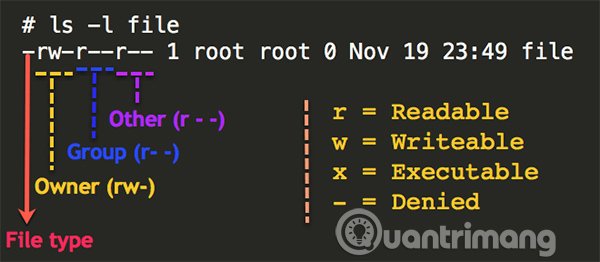 # ls -l file
-rw-r--r-- 1 root root 0 Nov 19 23:49 file
Other (r - -)
Group (r- -)
Owner (rw-)
File type
r = Readable
w = Writeable
x = Executable
- = Denied
Quantrimang